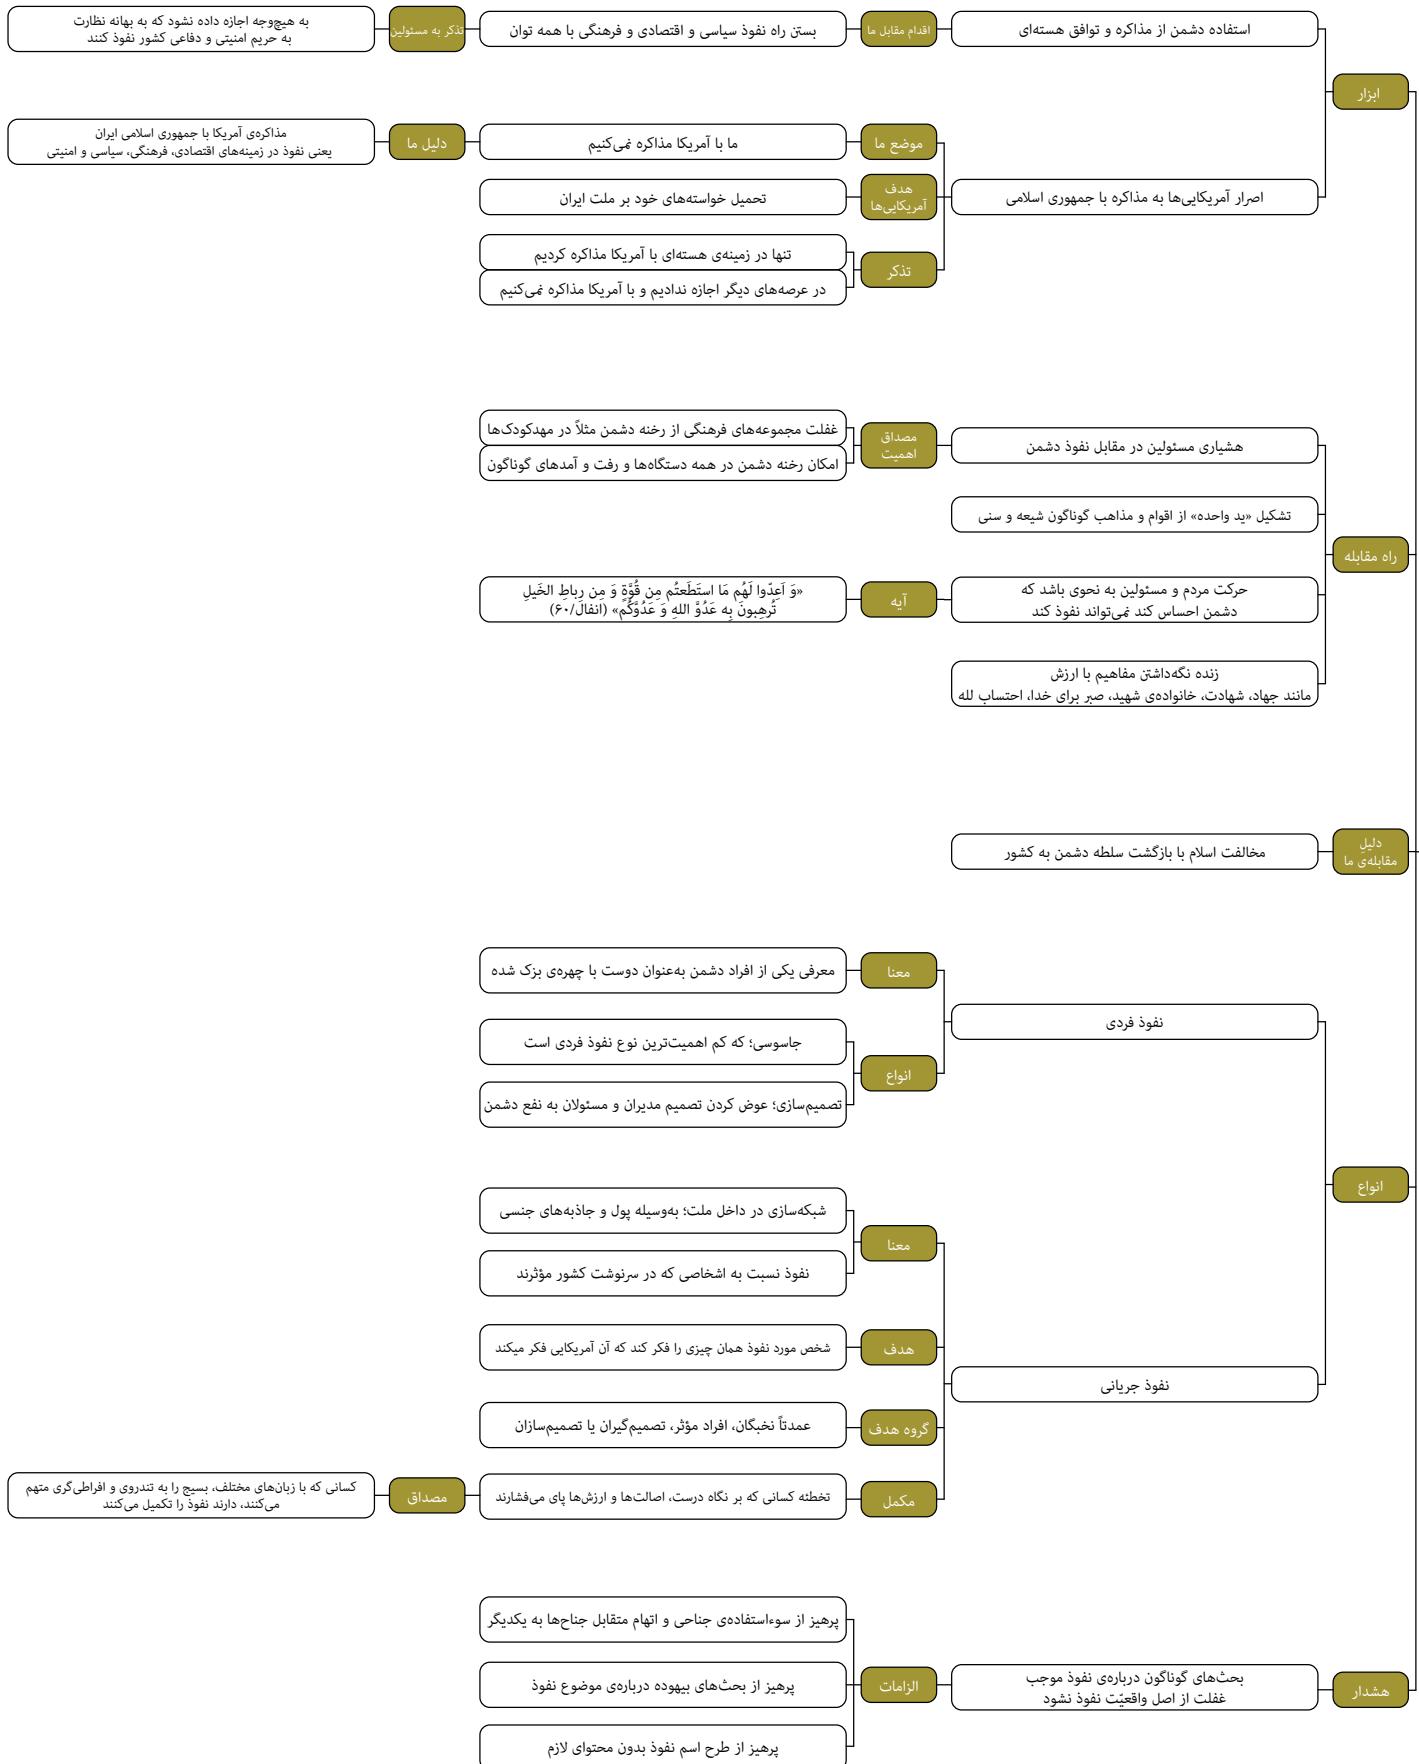 ابزار
استفاده دشمن از مذاکره و توافق هسته‌ای
اقدام مقابل ما
بستن راه نفوذ سیاسی و اقتصادی و فرهنگی با همه توان
تذکر به مسئولین
به هیچ‌وجه اجازه داده نشود که به بهانه نظارت
به حریم امنیتی و دفاعی کشور نفوذ کنند
اصرار آمریکایی‌ها به مذاکره با جمهوری اسلامی
موضع ما
ما با آمریکا مذاکره نمی‌کنیم
دلیل ما
مذاکره‌ی آمریکا با جمهوری اسلامی ایران
یعنی نفوذ در زمینه‌های اقتصادی، فرهنگی، سیاسی و امنیتی
هدف
آمریکایی‌ها
تحمیل خواسته‌های خود بر ملت ایران
تذکر
تنها در زمینه‌ی هسته‌ای با آمریکا مذاکره کردیم
در عرصه‌های دیگر اجازه ندادیم و با آمریکا مذاکره نمی‌کنیم
راه مقابله
هشیاری مسئولین در مقابل نفوذ دشمن
مصداق
اهمیت
غفلت مجموعه‌های فرهنگی از رخنه دشمن مثلاً در مهدکودک‌ها
امکان رخنه دشمن در همه دستگاه‌ها و رفت و آمدهای گوناگون
تشکیل «ید واحده» از اقوام و مذاهب گوناگون شیعه و سنی
حرکت مردم و مسئولین به نحوی باشد که
دشمن احساس کند نمی‌تواند نفوذ کند
آیه
«وَ اَعِدّوا لَهُم مَا استَطَعتُم مِن قُوَّةٍ وَ مِن رِباطِ الخَیلِ
تُرهِبونَ بِه عَدُوَّ اللهِ وَ عَدُوَّکُم» (انفال/۶۰)
زنده نگه‌داشتن مفاهیم با ارزش
مانند جهاد، شهادت، خانواده‌ی شهید، صبر برای خدا، احتساب لله
دلیلِ
مقابله‌ی ما
مخالفت اسلام با بازگشت سلطه دشمن به کشور
انواع
نفوذ فردی
معنا
معرفی یکی از افراد دشمن به‌عنوان دوست با چهره‌ی بزک شده
انواع
جاسوسی؛ که کم اهمیت‌ترین نوع نفوذ فردی است
تصمیم‌سازی؛ عوض کردن تصمیم مدیران و مسئولان به نفع دشمن
نفوذ جریانی
معنا
شبکه‌سازی در داخل ملت؛ به‌وسیله پول و جاذبه‌های جنسی
نفوذ نسبت به اشخاصی که در سرنوشت کشور مؤثرند
هدف
شخص مورد نفوذ همان چیزی را فکر کند که آن آمریکایی فکر میکند
گروه هدف
عمدتاً نخبگان، افراد مؤثر، تصمیم‌گیران یا تصمیم‌سازان
مکمل
تخطئه کسانی که بر نگاه درست، اصالت‌ها و ارزش‌ها پای می‌فشارند
مصداق
کسانی که با زبان‌های مختلف، بسیج را به تندروی و افراطی‌گری متهم
می‌کنند، دارند نفوذ را تکمیل می‌کنند
هشدار
بحث‌های گوناگون درباره‌ی نفوذ موجب
غفلت از اصل واقعیّت نفوذ نشود
الزامات
پرهیز از سوءاستفاده‌ی جناحی و اتهام متقابل جناح‌ها به یکدیگر
پرهیز از بحث‌های بیهوده درباره‌ی موضوع نفوذ
پرهیز از طرح اسم نفوذ بدون محتوای لازم